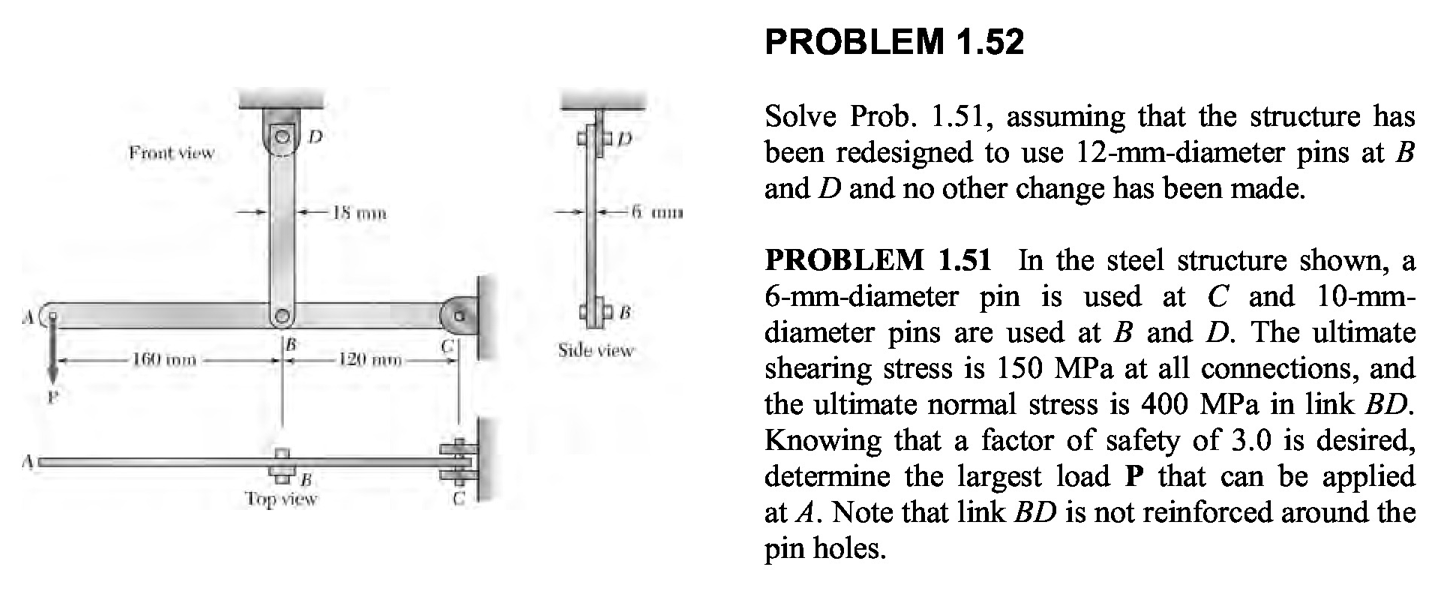 PROBLEM 1.52
Solve Prob. 1.51, assuming that the structure has
been redesigned to use 12-mm-diameter pins at B
and D and no other change has been made.
PROBLEM 1.51 In the steel structure shown, a
6-mm-diameter pin is used at C and 10-mm-
diameter pins are used at B and D. The ultimate
shearing stress is 150 MPa at all connections, and
the ultimate normal stress is 400 MPa in link BD.
Knowing that a factor of safety of 3.0 is desired,
determine the largest load P that can be applied
at A. Note that link BD is not reinforced around the
pin holes.
Front view
D
D
18 mm
6 mm
A
B
B
C
Side view
160 mm
120 mm
P
A
B
C
Top view